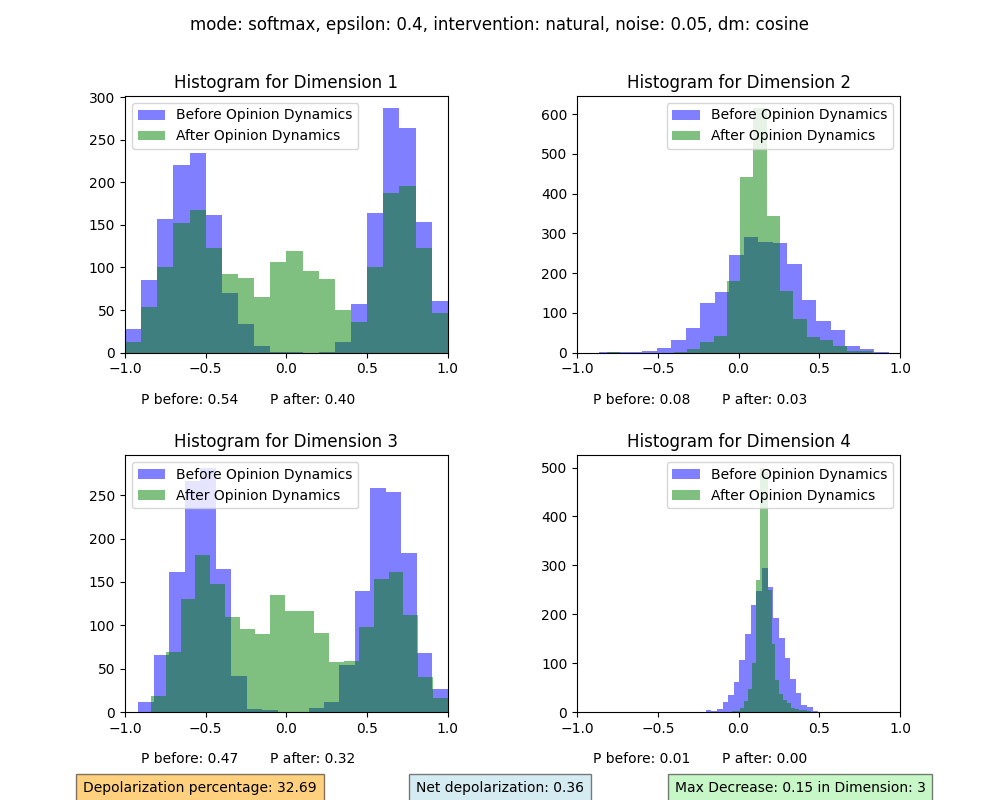 mode: softmax, epsilon: 0.4, intervention: natural, noise: 0.05, dm: cosine
Histogram for Dimension 1
Before Opinion Dynamics
After Opinion Dynamics
300
250
200
150
100
50
0
−1.0 −0.5 0.0 0.5 1.0
P before: 0.54 P after: 0.40
Histogram for Dimension 2
Before Opinion Dynamics
After Opinion Dynamics
600
500
400
300
200
100
0
−1.0 −0.5 0.0 0.5 1.0
P before: 0.08 P after: 0.03
Histogram for Dimension 3
Before Opinion Dynamics
After Opinion Dynamics
250
200
150
100
50
0
−1.0 −0.5 0.0 0.5 1.0
P before: 0.47 P after: 0.32
Histogram for Dimension 4
Before Opinion Dynamics
After Opinion Dynamics
500
400
300
200
100
0
−1.0 −0.5 0.0 0.5 1.0
P before: 0.01 P after: 0.00
Depolarization percentage: 32.69
Net depolarization: 0.36
Max Decrease: 0.15 in Dimension: 3